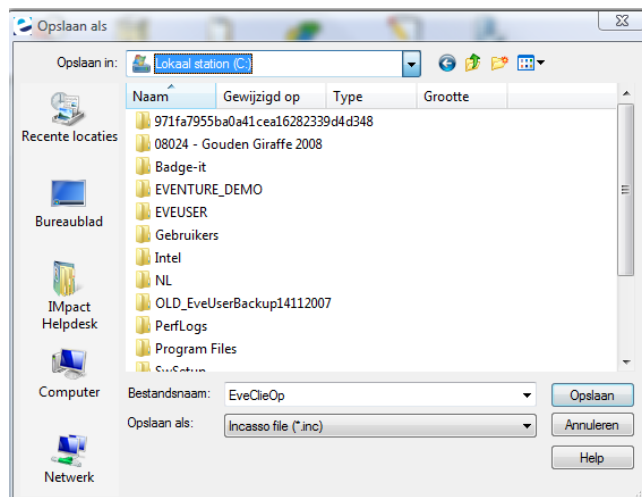 Opslaan als
Opslaan in:
Lokaal station (C:)
Recente locaties
Bureaublad
IMpact
Helpdesk
Computer
Netwerk
Naam Gewijzigd op Type Grootte
971fa7955ba0a41cea16282339d4d348
08024 - Gouden Giraffe 2008
Badge-it
EVENTURE_DEMO
EVEUSER
Gebruikers
Intel
NL
OLD_EveUserBackup14112007
PerfLogs
Program Files
SwSetup
Bestandsnaam: EveClieOp Opslaan
Opslaan als: Incasso file (*.inc) Annuleren
Help